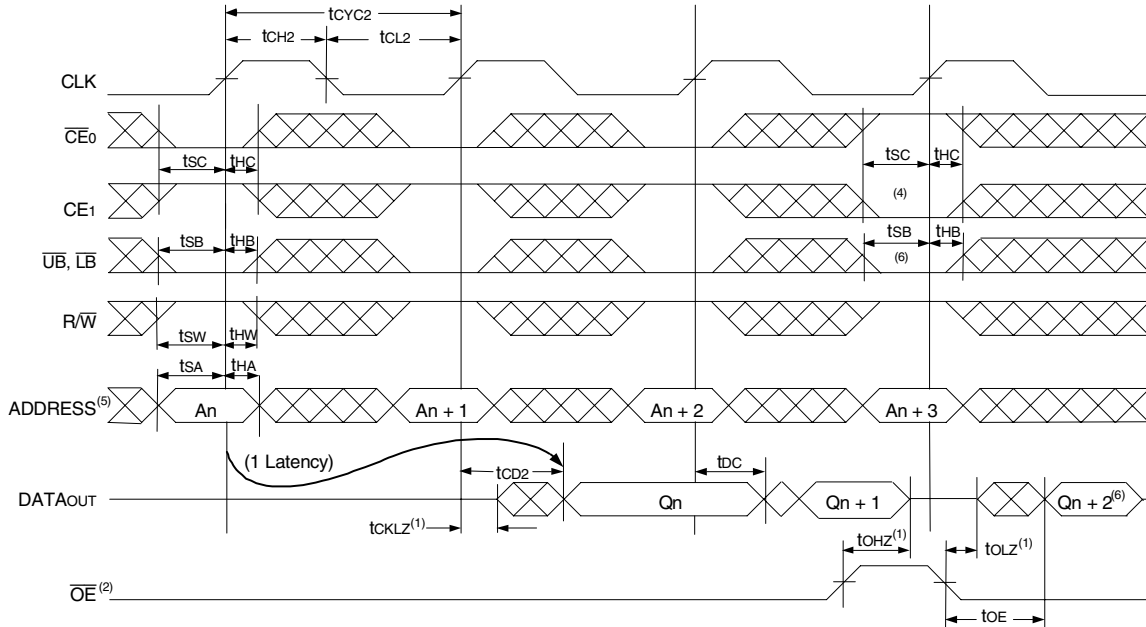 tCYC2
tCH2 tCL2
CLK
CE0
tSC tHC tSC tHC
CE1 (4)
tSB tHB tSB tHB
UB, LB (6)
R/W
tSW tHW
tSA tHA
ADDRESS(5) An An + 1 An + 2 An + 3
(1 Latency) tCD2 tDC
DATAOUT Qn Qn + 1 Qn + 2(6)
tCKLZ(1) tOHZ(1) tOLZ(1)
OE(2)
tOE